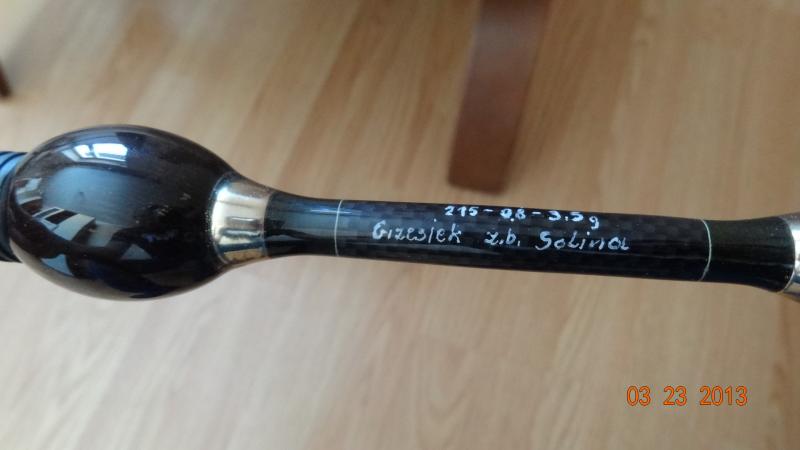 215 - 0,8 - 3,5 g
Grzesiek z.b. Solina
03 23 2013